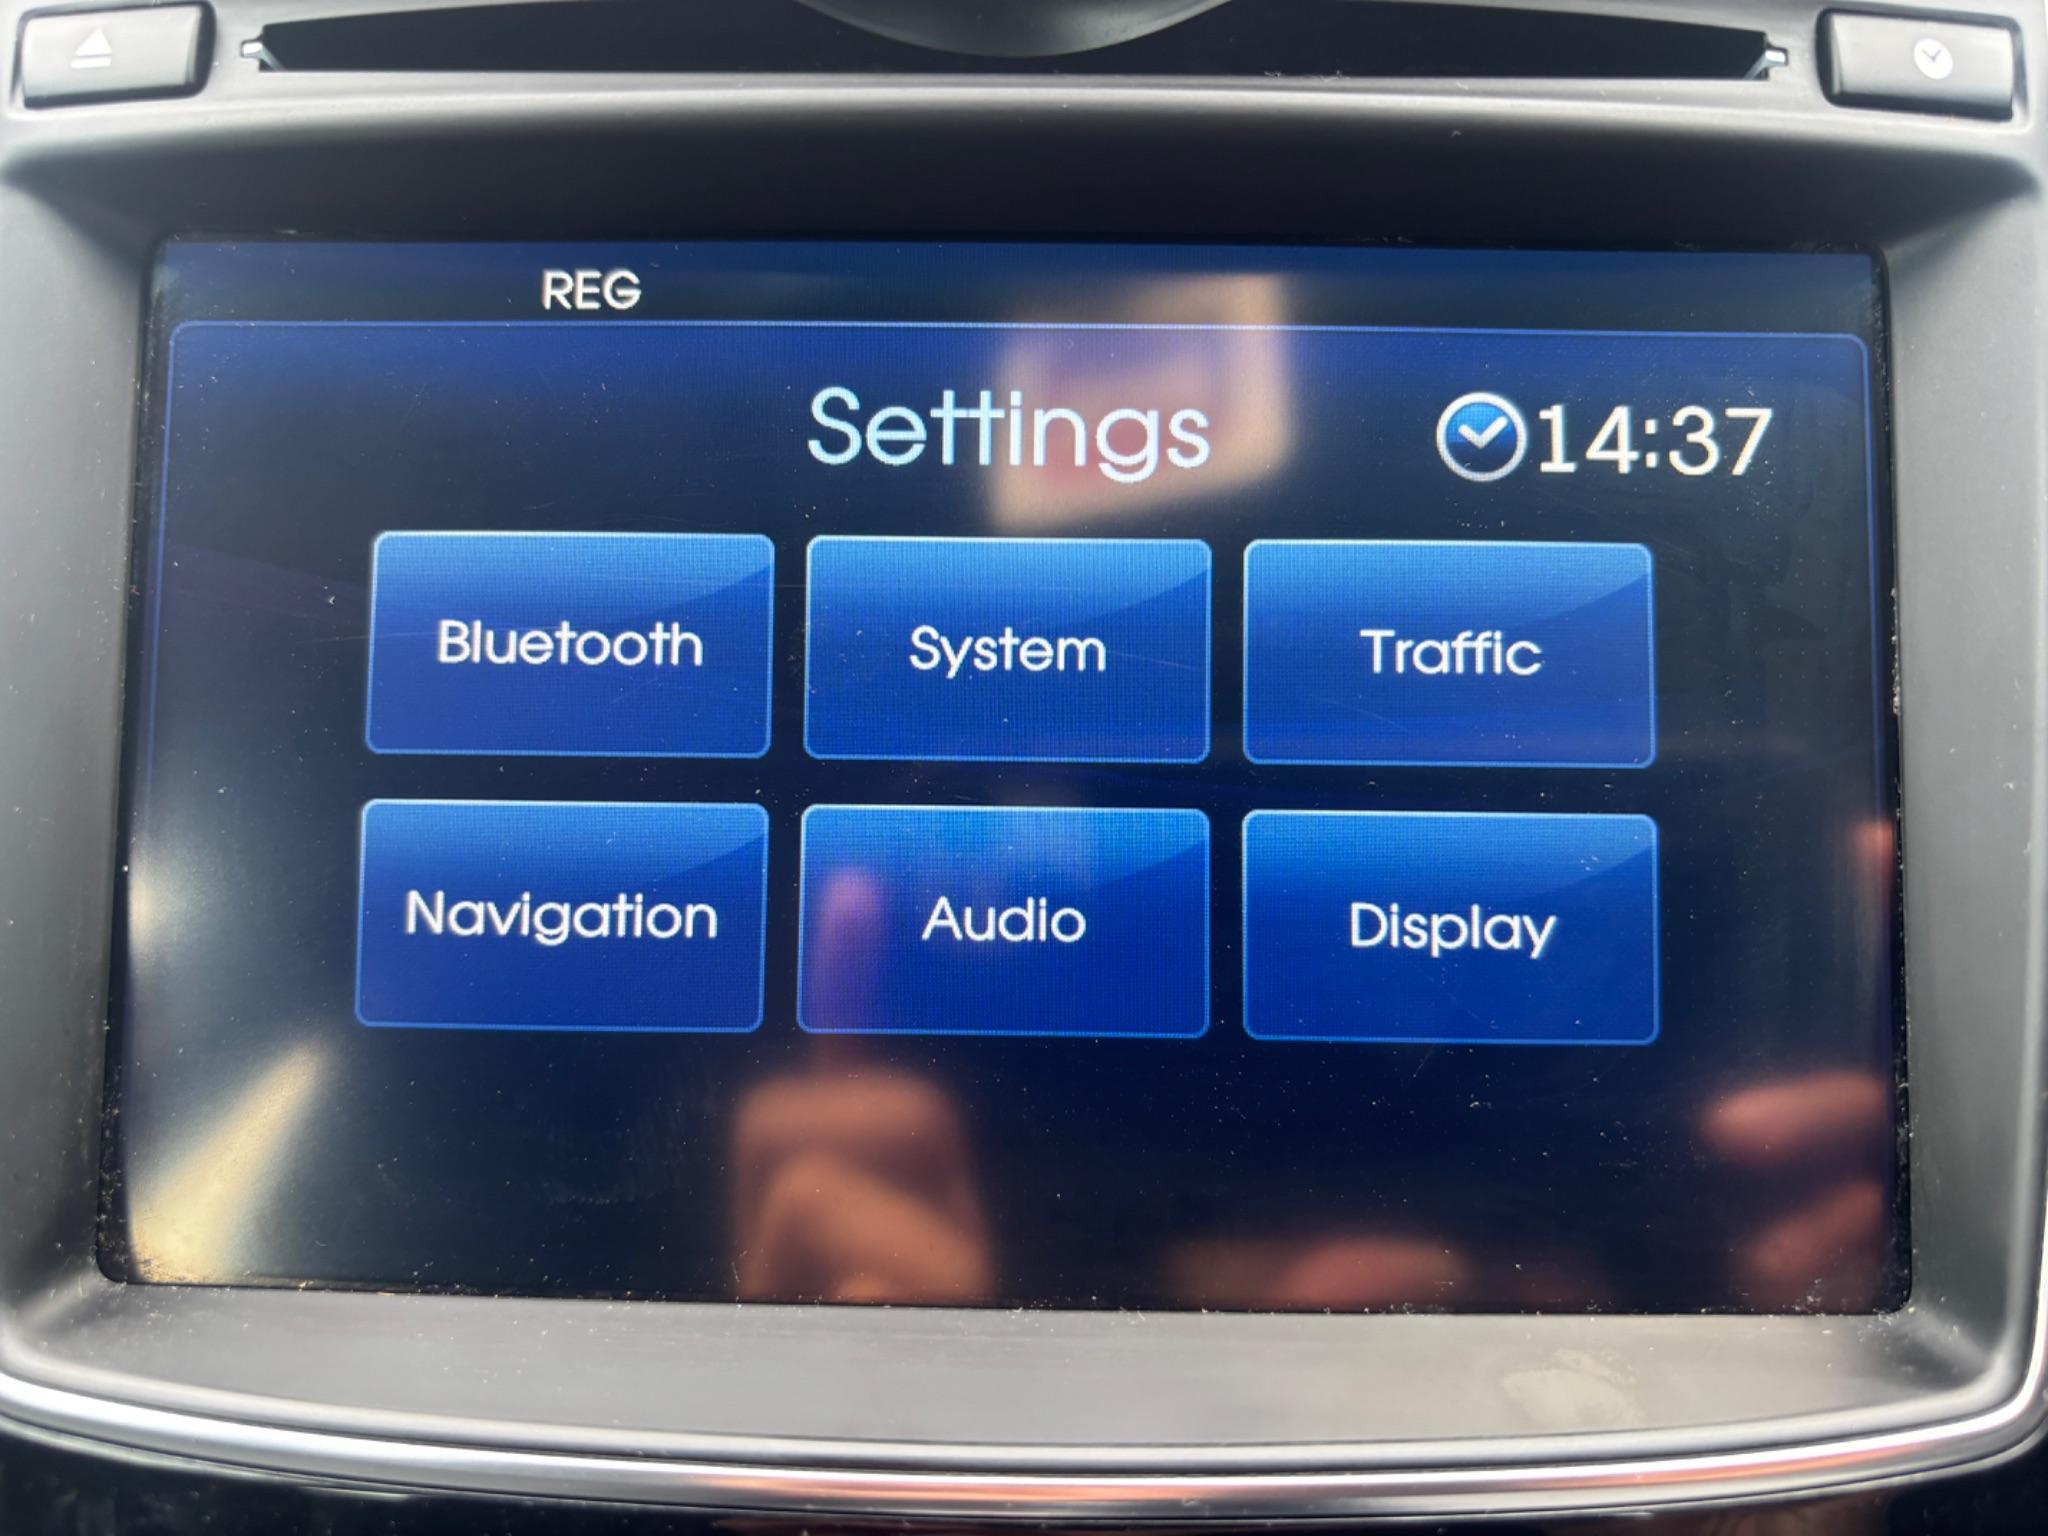 REG
Settings
14:37
Bluetooth
System
Traffic
Navigation
Audio
Display